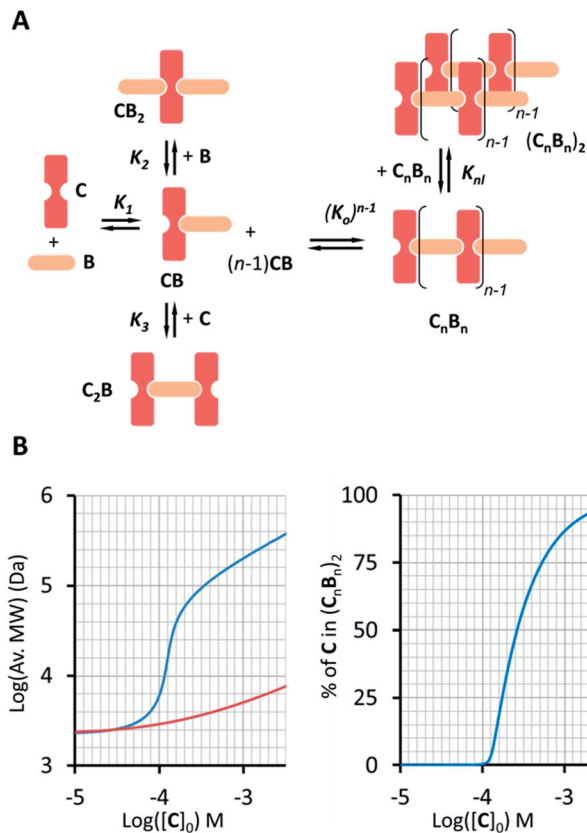 A
CB2
K2
+ B
C
+
B
K1
CB
+
(n-1)CB
K3
+ C
C2B
(Ko)n-1
n-1
n-1
(CnBn)2
+ CnBn
Knl
n-1
CnBn
B
Log(Av. MW) (Da)
6
5
4
3
-5
-4
-3
Log([C]0) M
% of C in (CnBn)2
100
75
50
25
0
-5
-4
-3
Log([C]0) M